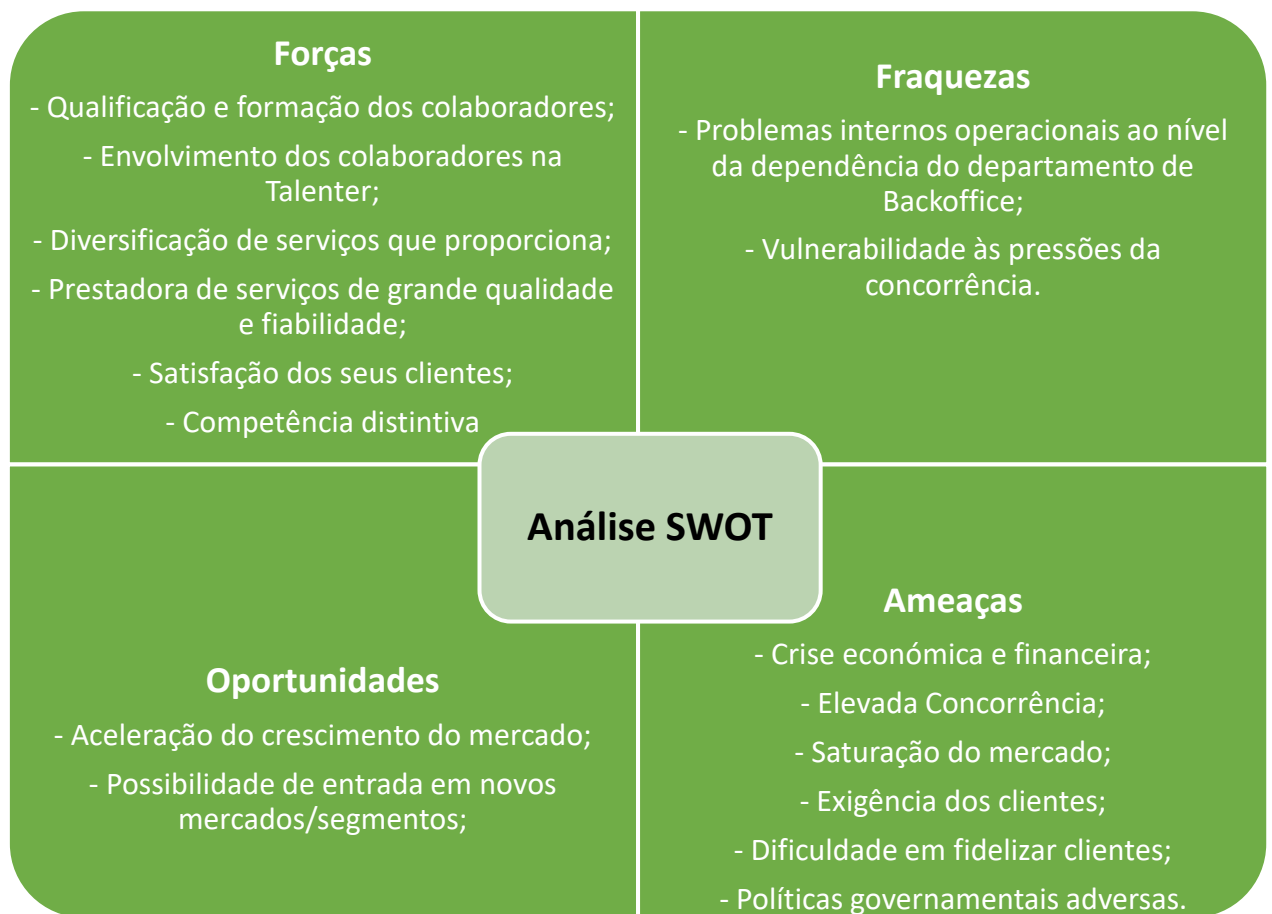 Forças
- Qualificação e formação dos colaboradores;
- Envolvimento dos colaboradores na
Talenter;
- Diversificação de serviços que proporciona;
- Prestadora de serviços de grande qualidade
e fiabilidade;
- Satisfação dos seus clientes;
- Competência distintiva
Fraquezas
- Problemas internos operacionais ao nível
da dependência do departamento de
Backoffice;
- Vulnerabilidade às pressões da
concorrência.
Análise SWOT
Oportunidades
- Aceleração do crescimento do mercado;
- Possibilidade de entrada em novos
mercados/segmentos;
Ameaças
- Crise económica e financeira;
- Elevada Concorrência;
- Saturação do mercado;
- Exigência dos clientes;
- Dificuldade em fidelizar clientes;
- Políticas governamentais adversas.